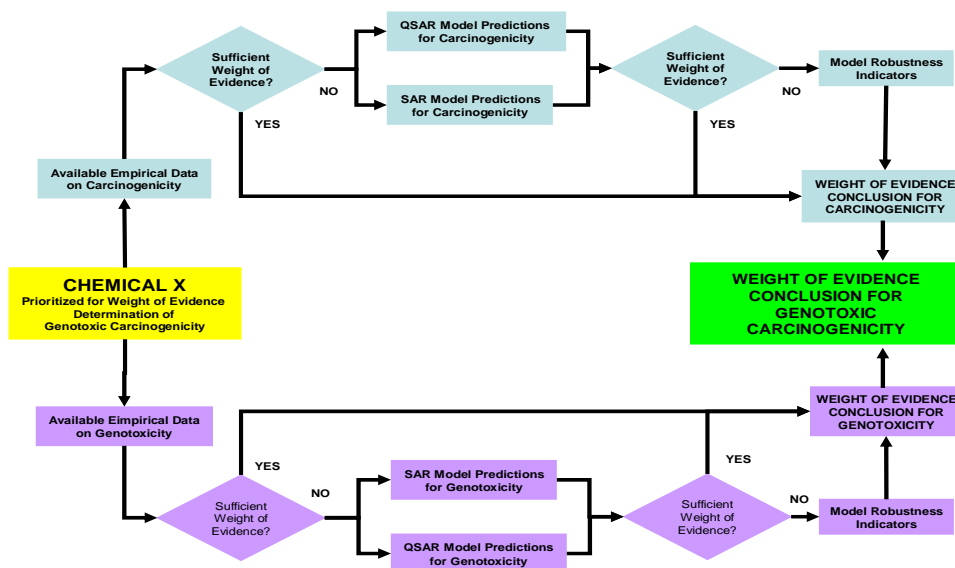 QSAR Model Predictions
for Carcinogenicity
Sufficient
Weight of
Evidence?
NO
SAR Model Predictions
for Carcinogenicity
Sufficient
Weight of
Evidence?
NO
Model Robustness
Indicators
YES
YES
Available Empirical Data
on Carcinogenicity
WEIGHT OF EVIDENCE
CONCLUSION FOR
CARCINOGENICITY
CHEMICAL X
Prioritized for Weight of Evidence
Determination of
Genotoxic Carcinogenicity
WEIGHT OF EVIDENCE
CONCLUSION FOR
GENOTOXIC
CARCINOGENICITY
Available Eimpirical Data
on Genotoxicity
WEIGHT OF EVIDENCE
CONCLUSION FOR
GENOTOXICITY
YES
YES
Sufficient
Weight of
Evidence?
NO
SAR Model Predictions
for Genotoxicity
QSAR Model Predictions
for Genotoxicity
Sufficient
Weight of
Evidence?
NO
Model Robustness
Indicators